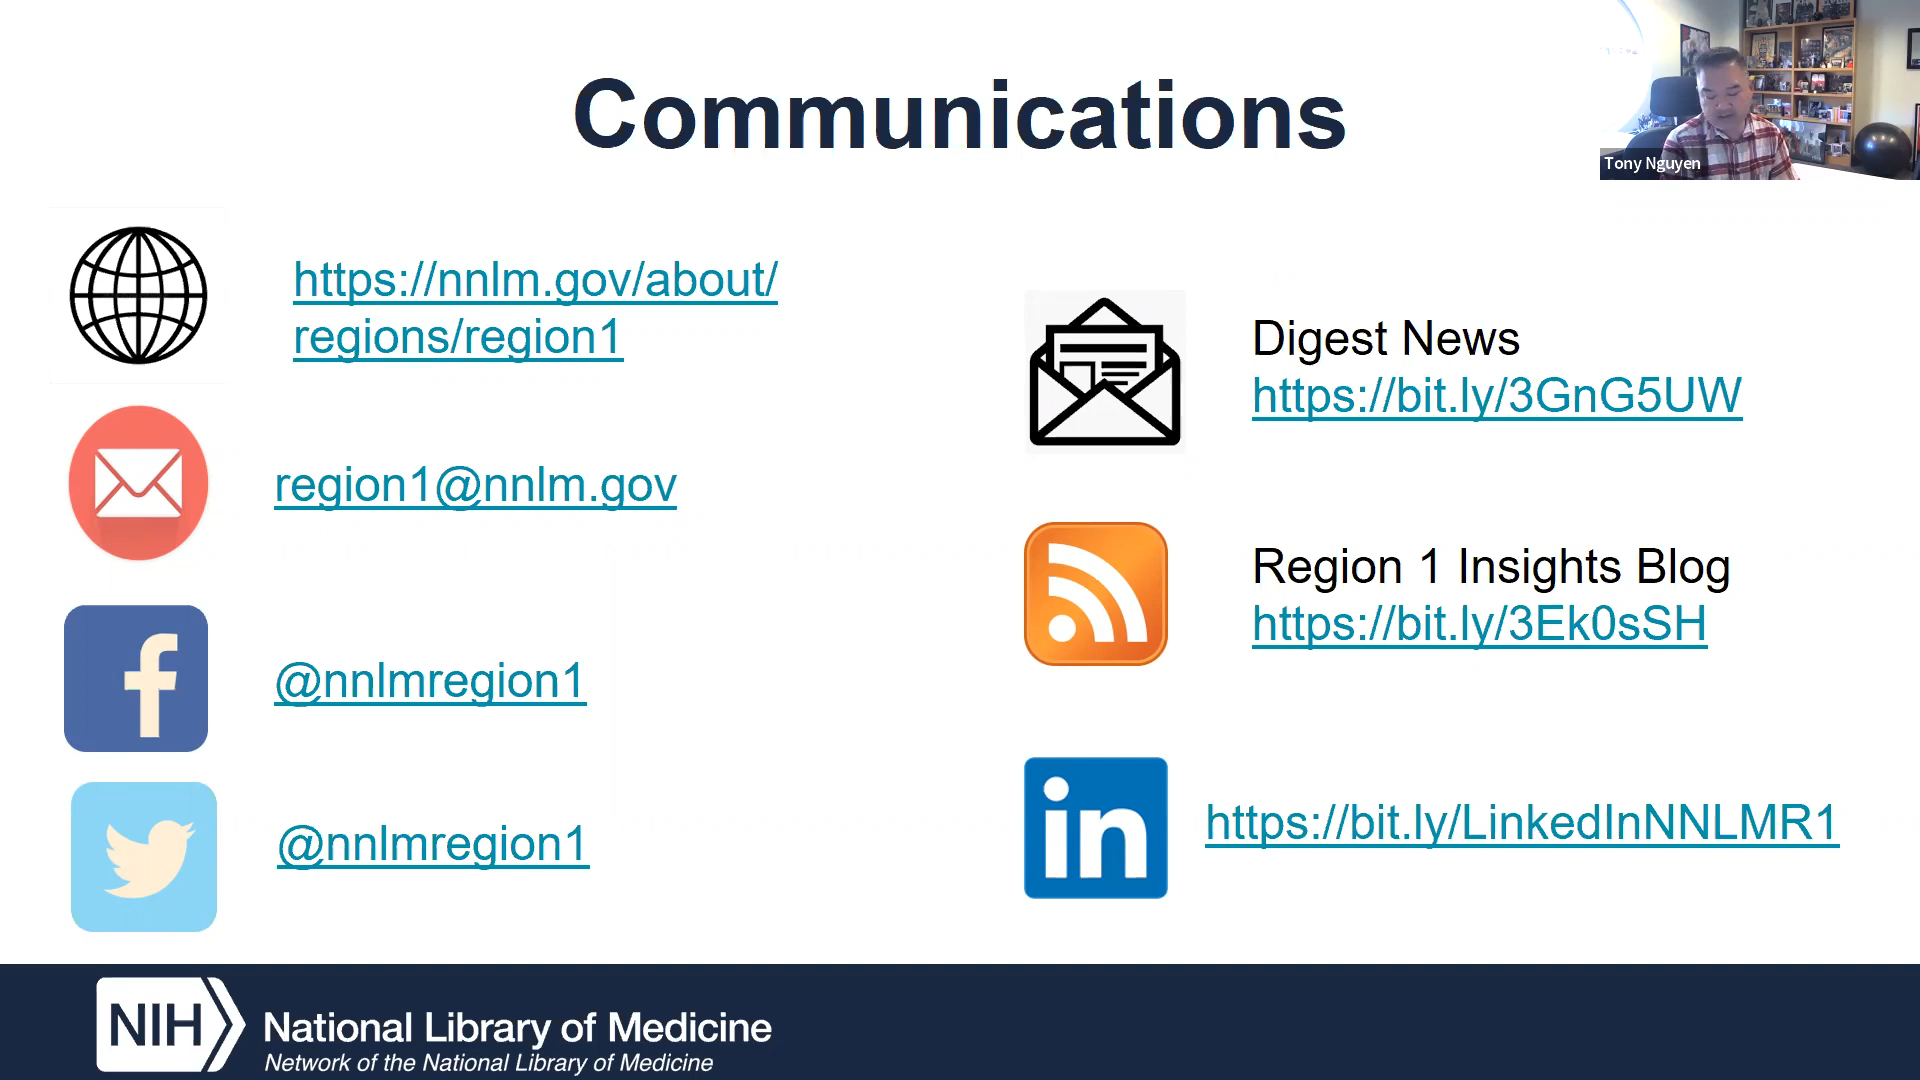 Communications
Tony Nguyen
https://nnlm.gov/about/
regions/region1
region1@nnlm.gov
@nnlmregion1
@nnlmregion1
Digest News
https://bit.ly/3GnG5UW
Region 1 Insights Blog
https://bit.ly/3Ek0sSH
in
https://bit.ly/LinkedInNNLMR1
NIH
National Library of Medicine
Network of the National Library of Medicine